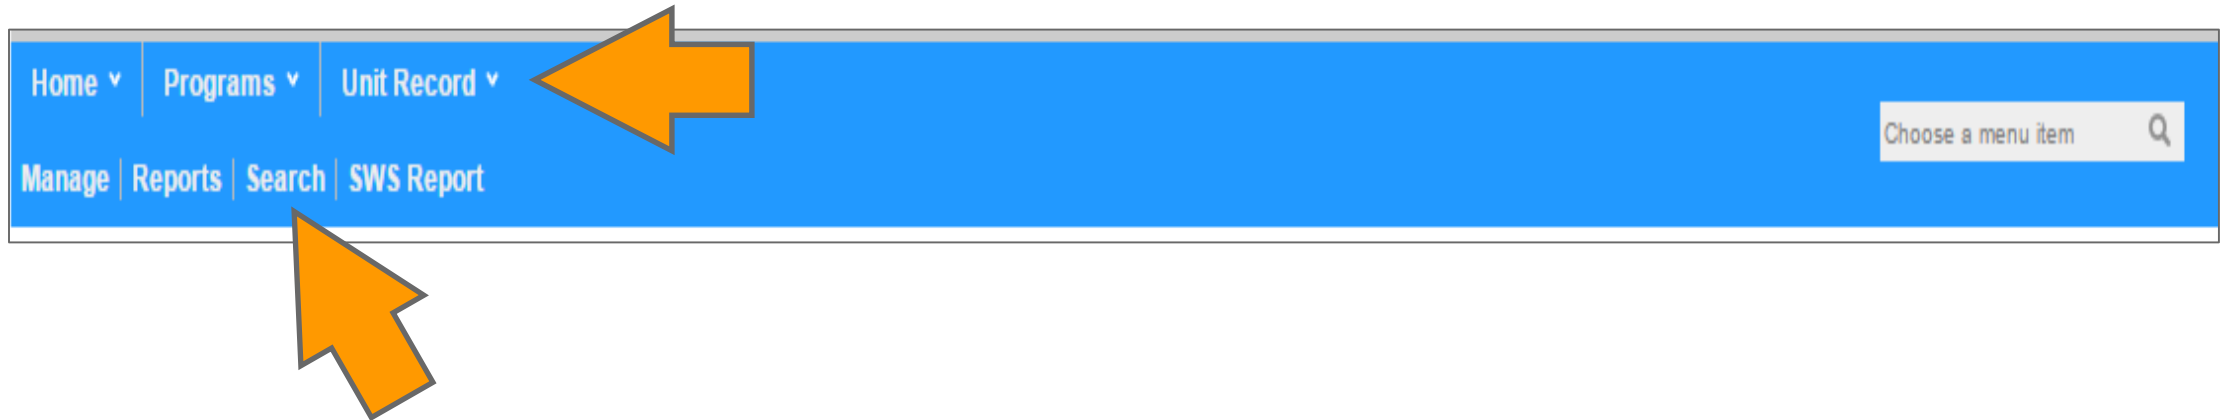 Home Programs Unit Record
Choose a menu item
Manage Reports Search SWS Report